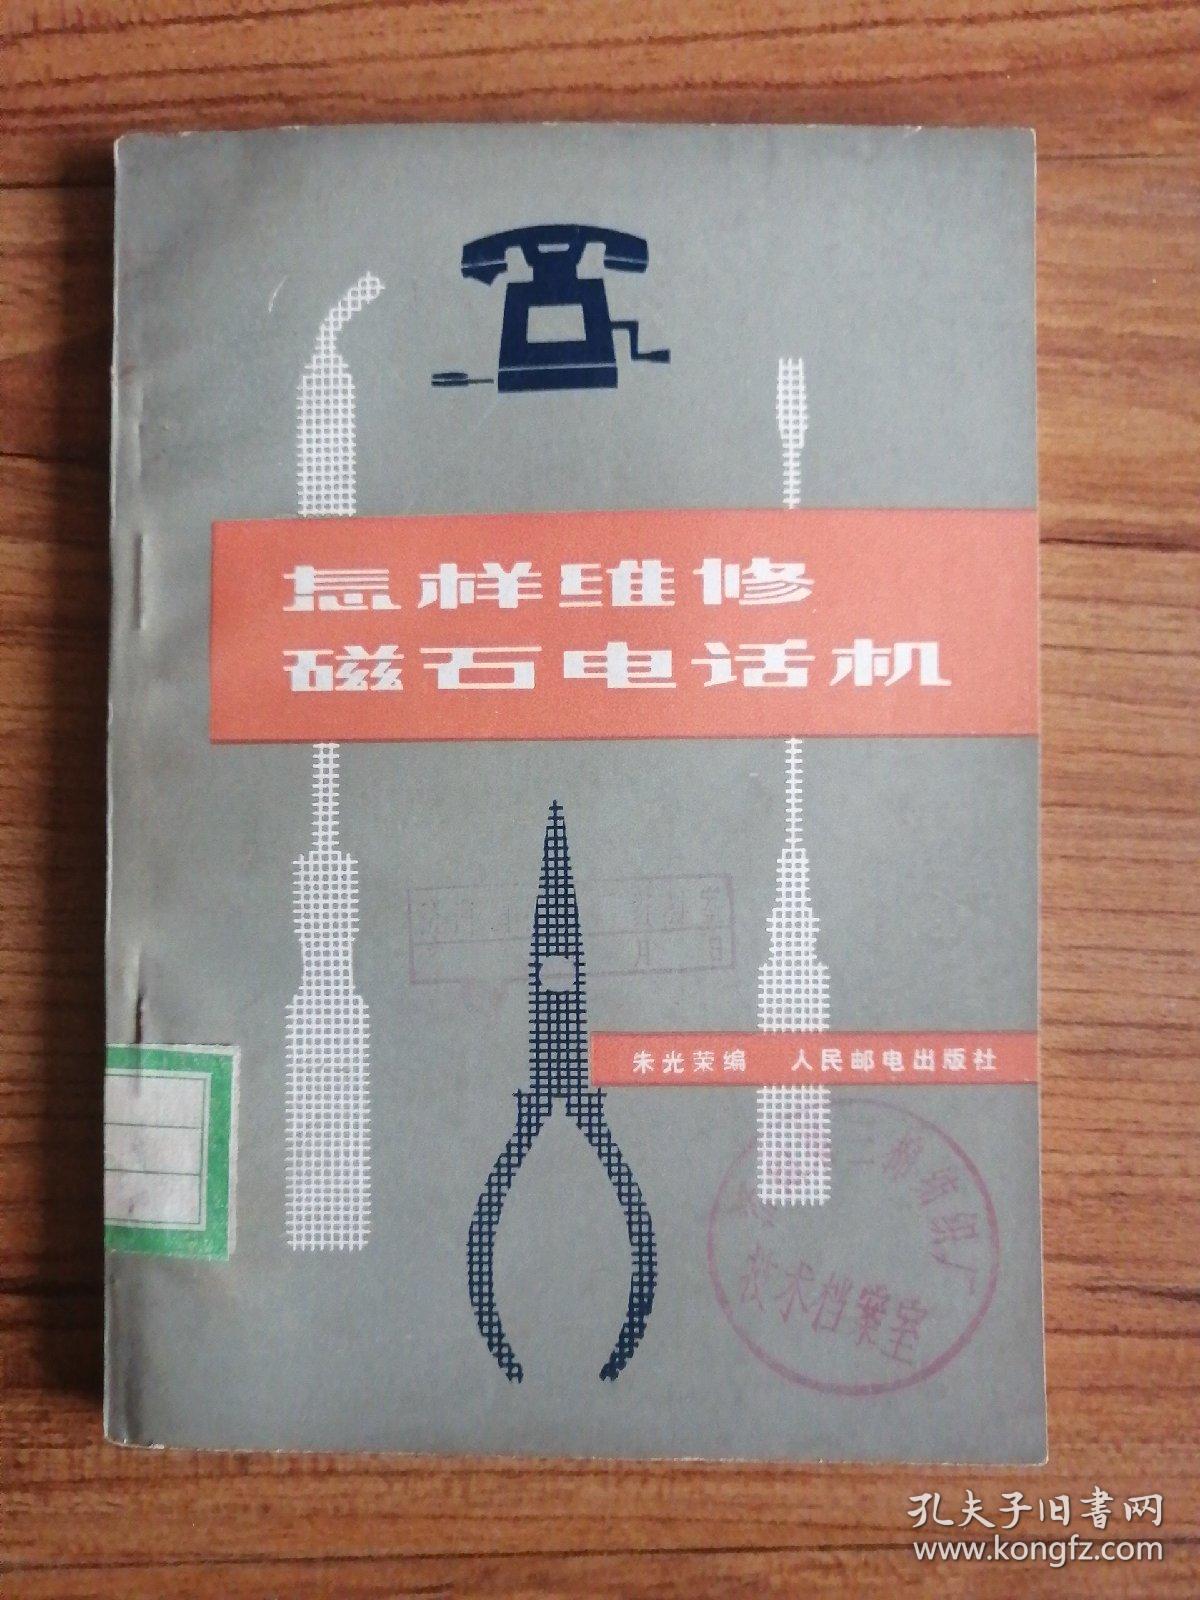 怎样维修
磁石电话机
朱光荣编 人民邮电出版社
技术档案室
孔夫子旧书网
www.kongfz.com